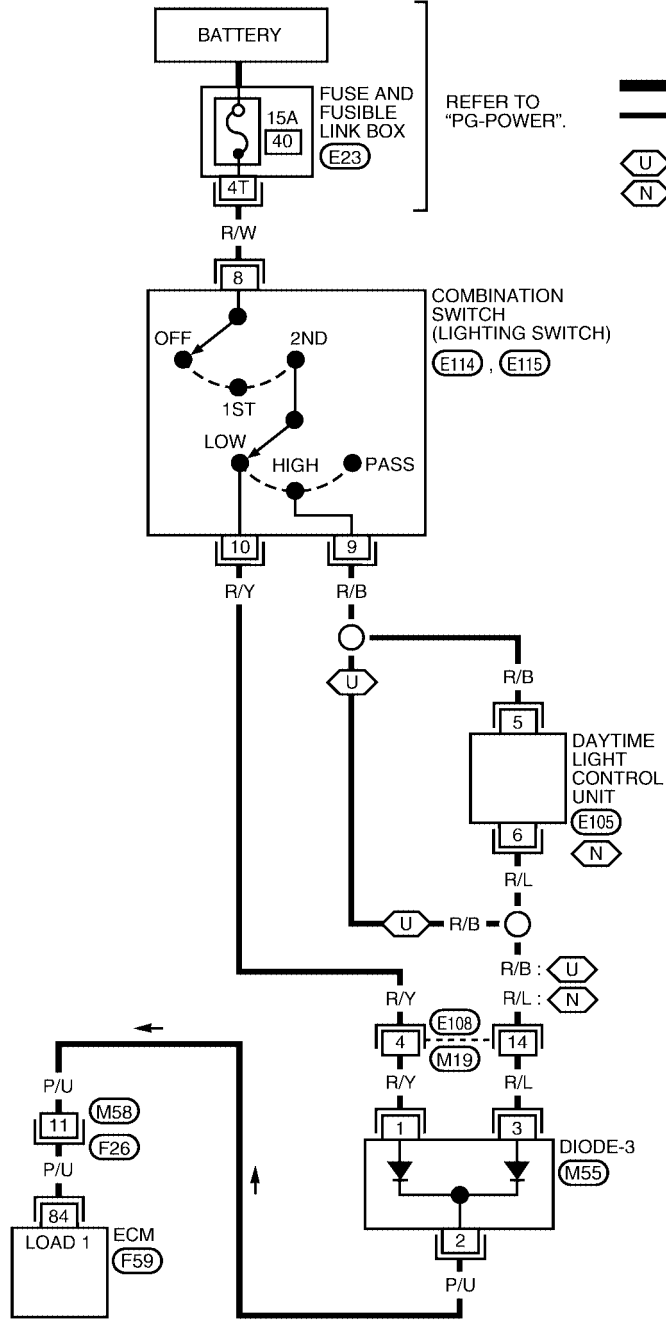 BATTERY
FUSE AND
FUSIBLE
LINK BOX
E23
15A
40
4T
REFER TO
"PG-POWER".
U
N
R/W
8
COMBINATION
SWITCH
(LIGHTING SWITCH)
E114 , E115
OFF
2ND
1ST
LOW
HIGH
PASS
10
9
R/Y
R/B
U
R/B
5
DAYTIME
LIGHT
CONTROL
UNIT
E105
N
6
R/L
U
R/B
R/B : U
R/L : N
R/Y
4
E108
M19
14
R/Y
R/L
1
3
DIODE-3
M55
2
P/U
P/U
11
M58
F26
P/U
84
LOAD 1
ECM
F59